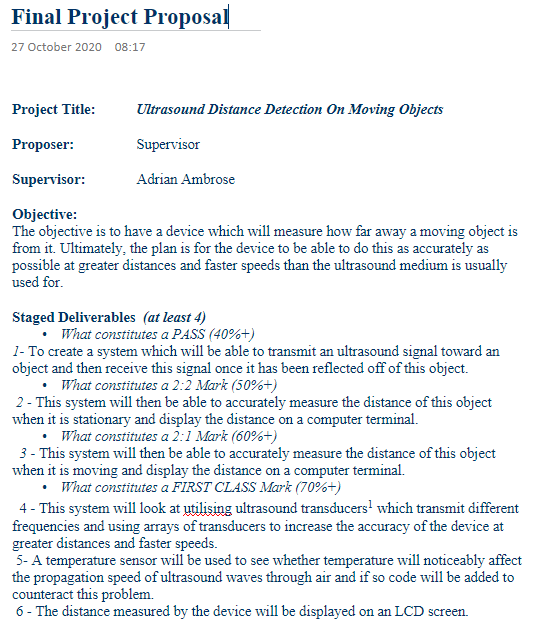 Final Project Proposal
27 October 2020 08:17
Project Title: Ultrasound Distance Detection On Moving Objects
Proposer: Supervisor
Supervisor: Adrian Ambrose
Objective:
The objective is to have a device which will measure how far away a moving object is
from it. Ultimately, the plan is for the device to be able to do this as accurately as
possible at greater distances and faster speeds than the ultrasound medium is usually
used for.
Staged Deliverables (at least 4)
• What constitutes a PASS (40%+)
1- To create a system which will be able to transmit an ultrasound signal toward an
object and then receive this signal once it has been reflected off of this object.
• What constitutes a 2:2 Mark (50%+)
2 - This system will then be able to accurately measure the distance of this object
when it is stationary and display the distance on a computer terminal.
• What constitutes a 2:1 Mark (60%+)
3 - This system will then be able to accurately measure the distance of this object
when it is moving and display the distance on a computer terminal.
• What constitutes a FIRST CLASS Mark (70%+)
4 - This system will look at utilising ultrasound transducers¹ which transmit different
frequencies and using arrays of transducers to increase the accuracy of the device at
greater distances and faster speeds.
5- A temperature sensor will be used to see whether temperature will noticeably affect
the propagation speed of ultrasound waves through air and if so code will be added to
counteract this problem.
6 - The distance measured by the device will be displayed on an LCD screen.